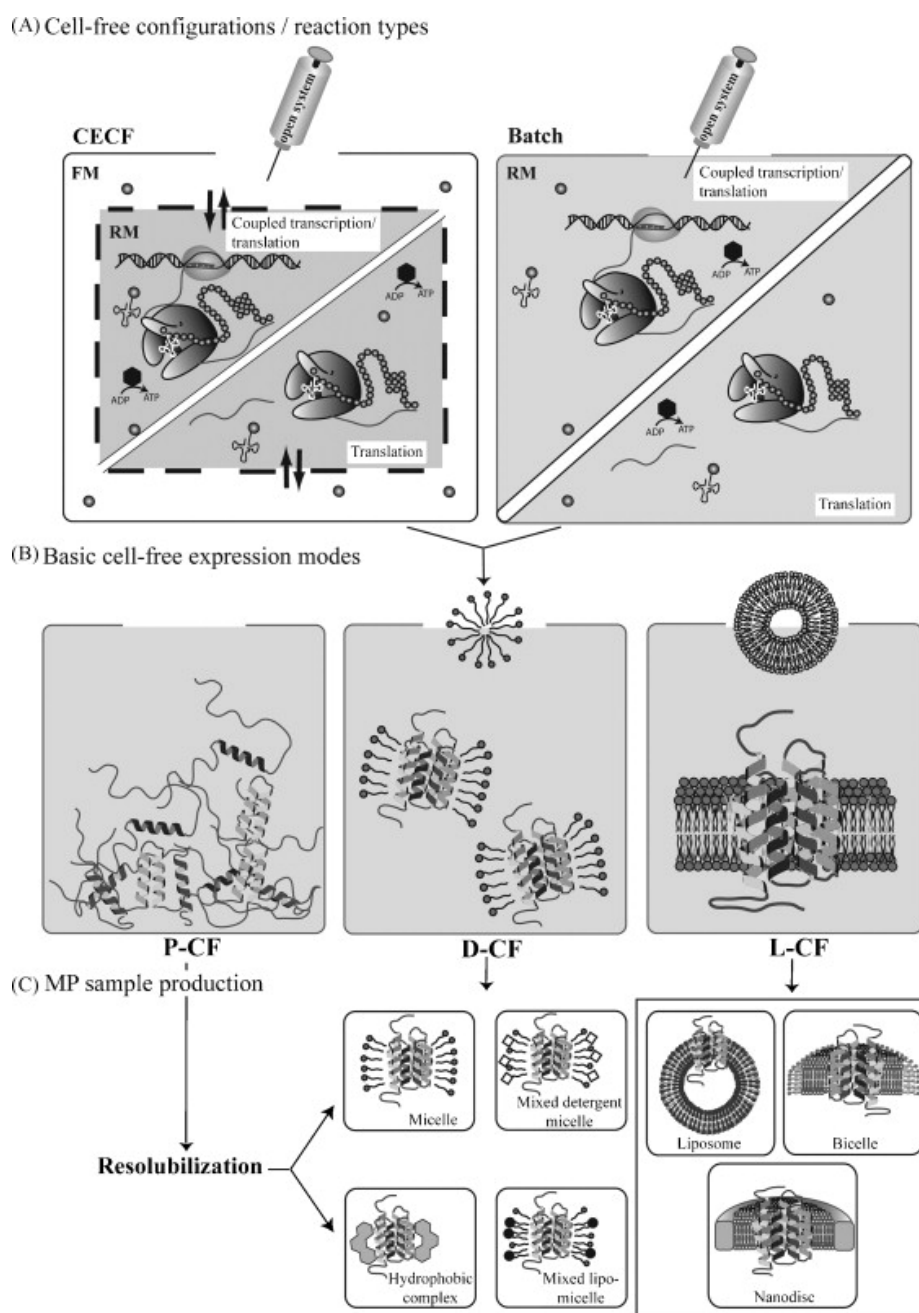 (A) Cell-free configurations / reaction types
open system
open system
CECF
Batch
FM
RM
Coupled transcription/
translation
RM
Coupled transcription/
translation
ADP
ATP
ADP
ATP
ADP
ATP
ADP
ATP
Translation
Translation
(B) Basic cell-free expression modes
P-CF
D-CF
L-CF
(C) MP sample production
Micelle
Mixed detergent
micelle
Liposome
Bicelle
Resolubilization
Hydrophobic
complex
Mixed lipo-
micelle
Nanodisc